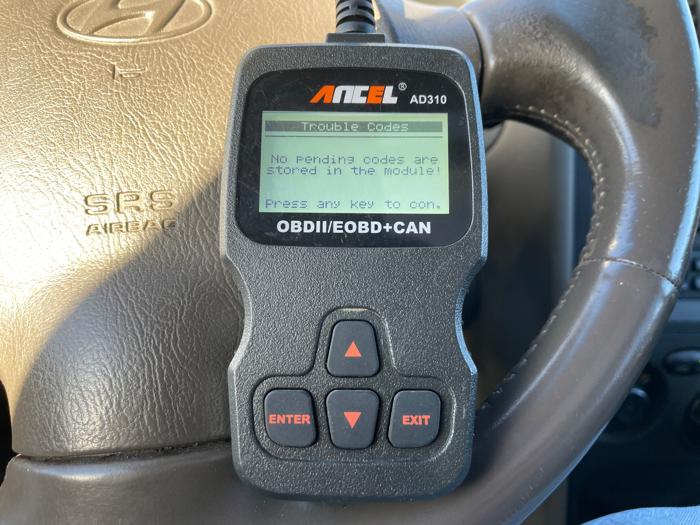 ANCEL®
AD310
Trouble Codes
No pending codes are
stored in the module!
Press any key to con.
OBDII/EOBD+CAN
SRS
AIRBAG
ENTER
EXIT